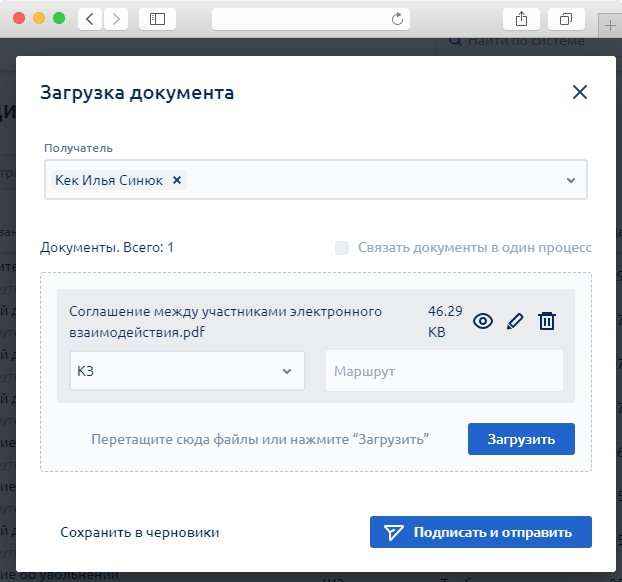 Найти по системе
Загрузка документа
Получатель
Кек Илья Синюк
Документы. Всего: 1
Связать документы в один процесс
Соглашение между участниками электронного
взаимодействия.pdf
46.29
KB
КЗ
Маршрут
Перетащите сюда файлы или нажмите “Загрузить”
Загрузить
Сохранить в черновики
Подписать и отправить